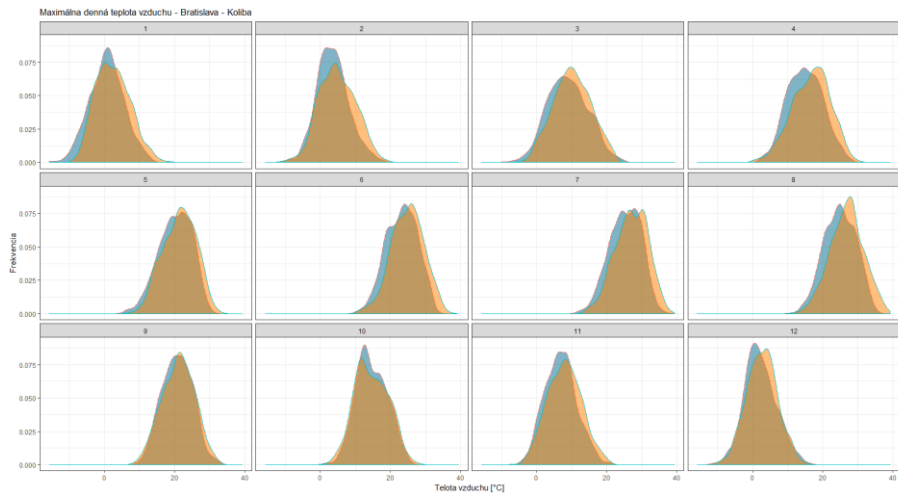 Maximálna denná teplota vzduchu - Bratislava - Koliba
1 2 3 4
0.075
0.050
0.025
0.000
5 6 7 8
0.075
0.050
0.025
0.000
Frekvencia
9 10 11 12
0.075
0.050
0.025
0.000
0 20 40 0 20 40 0 20 40 0 20 40
Telota vzduchu [°C]